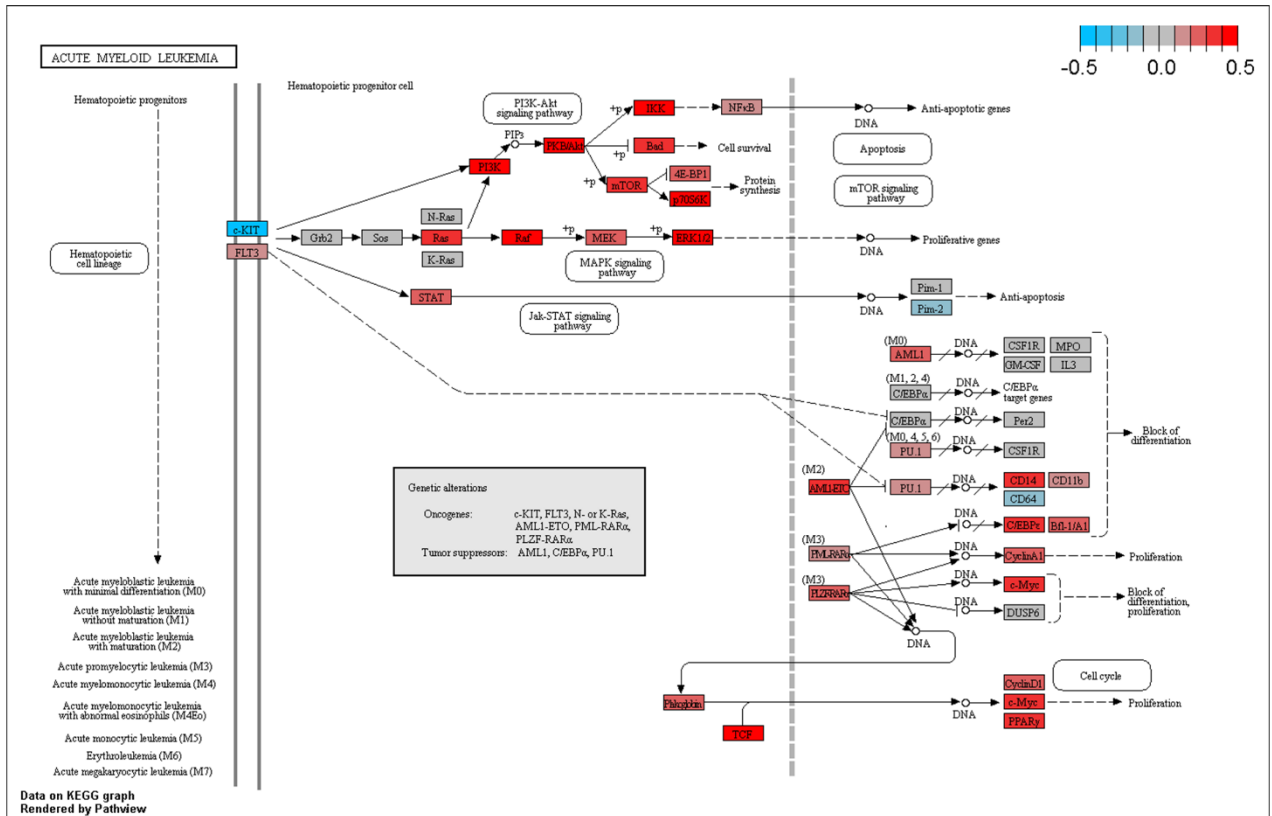 -0.5 0.0 0.5
ACUTE MYELOID LEUKEMIA
Hematopoietic progenitors
Hematopoietic progenitor cell
PI3K-Akt
signaling pathway
+p
IKK
NFκB
DNA
Anti-apoptotic genes
PIP3
PKB/Akt
+p
Bad
Cell survival
Apoptosis
PI3K
+p
mTOR
4E-BP1
p70S6K
Protein
synthesis
mTOR signaling
pathway
c-KIT
FLT3
Grb2
Sos
N-Ras
Ras
K-Ras
Raf
+p
MEK
+p
ERK1/2
DNA
Proliferative genes
MAPK signaling
pathway
Hematopoietic
cell lineage
STAT
Jak-STAT signaling
pathway
DNA
Pim-1
Pim-2
Anti-apoptosis
(M0)
AML1
DNA
CSF1R
MPO
GM-CSF
IL3
(M1, 2, 4)
C/EBPα
DNA
C/EBPα
target genes
C/EBPα
DNA
Per2
Block of
differentiation
(M0, 4, 5, 6)
PU.1
DNA
CSF1R
(M2)
AML1-ETO
PU.1
DNA
CD14
CD11b
CD64
DNA
C/EBPε
Bfl-1/A1
(M3)
PML-RARα
DNA
CyclinA1
Proliferation
(M3)
PLZF-RARα
DNA
c-Myc
DNA
DUSP6
Block of
differentiation,
proliferation
DNA
Genetic alterations
Oncogenes: c-KIT, FLT3, N- or K-Ras,
AML1-ETO, PML-RARα,
PLZF-RARα
Tumor suppressors: AML1, C/EBPα, PU.1
Acute myeloblastic leukemia
with minimal differentiation (M0)
Acute myeloblastic leukemia
without maturation (M1)
Acute myeloblastic leukemia
with maturation (M2)
Acute promyelocytic leukemia (M3)
Acute myelomonocytic leukemia (M4)
Acute myelomonocytic leukemia
with abnormal eosinophils (M4Eo)
Acute monocytic leukemia (M5)
Erythroleukemia (M6)
Acute megakaryocytic leukemia (M7)
Plakoglobin
TCF
DNA
CyclinD1
c-Myc
PPARγ
Cell cycle
Proliferation
Data on KEGG graph
Rendered by Pathview